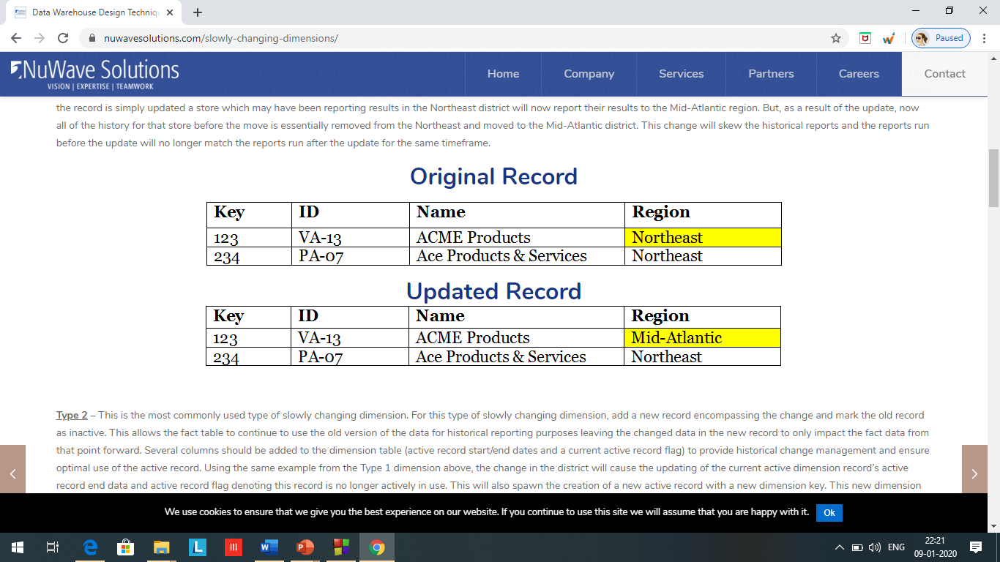 Data Warehouse Design Techniqu
nuwavesolutions.com/slowly-changing-dimensions/
Paused
NuWave Solutions
VISION | EXPERTISE | TEAMWORK
Home Company Services Partners Careers Contact
the record is simply updated a store which may have been reporting results in the Northeast district will now report their results to the Mid-Atlantic region. But, as a result of the update, now
all of the history for that store before the move is essentially removed from the Northeast and moved to the Mid-Atlantic district. This change will skew the historical reports and the reports run
before the update will no longer match the reports run after the update for the same timeframe.
Original Record
Key ID Name Region
123 VA-13 ACME Products Northeast
234 PA-07 Ace Products & Services Northeast
Updated Record
Key ID Name Region
123 VA-13 ACME Products Mid-Atlantic
234 PA-07 Ace Products & Services Northeast
Type 2 – This is the most commonly used type of slowly changing dimension. For this type of slowly changing dimension, add a new record encompassing the change and mark the old record
as inactive. This allows the fact table to continue to use the old version of the data for historical reporting purposes leaving the changed data in the new record to only impact the fact data from
that point forward. Several columns should be added to the dimension table (active record start/end dates and a current active record flag) to provide historical change management and ensure
optimal use of the active record. Using the same example from the Type 1 dimension above, the change in the district will cause the updating of the current active dimension record's active
record end data and active record flag denoting this record is no longer actively in use. This will also spawn the creation of a new active record with a new dimension key. This new dimension
We use cookies to ensure that we give you the best experience on our website. If you continue to use this site we will assume that you are happy with it. Ok
ENG
22:21
09-01-2020